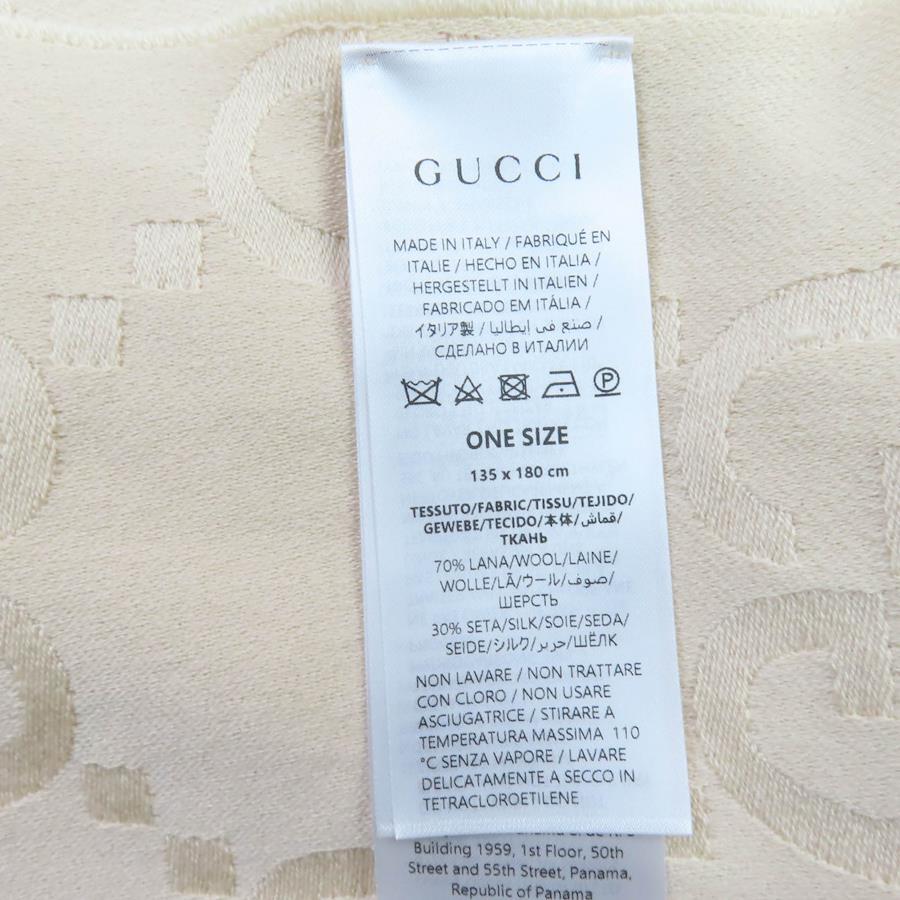 GUCCI
MADE IN ITALY / FABRIQUÉ EN
ITALIE / HECHO EN ITALIA /
HERGESTELLT IN ITALIEN /
FABRICADO EM ITÁLIA /
イタリア製 / صنع في إيطاليا /
СДЕЛАНО В ИТАЛИИ
P
ONE SIZE
135 x 180 cm
TESSUTO/FABRIC/TISSU/TEJIDO/
GEWEBE/TECIDO/本体/قماش/
ТКАНЬ
70% LANA/WOOL/LAINE/
WOLLE/LÃ/ウール/صوف/
ШЕРСТЬ
30% SETA/SILK/SOIE/SEDA/
SEIDE/シルク/حرير/ШЁЛК
NON LAVARE / NON TRATTARE
CON CLORO / NON USARE
ASCIUGATRICE / STIRARE A
TEMPERATURA MASSIMA 110
°C SENZA VAPORE / LAVARE
DELICATAMENTE A SECCO IN
TETRACLOROETILENE
Building 1959, 1st Floor, 50th
Street and 55th Street, Panama,
Republic of Panama